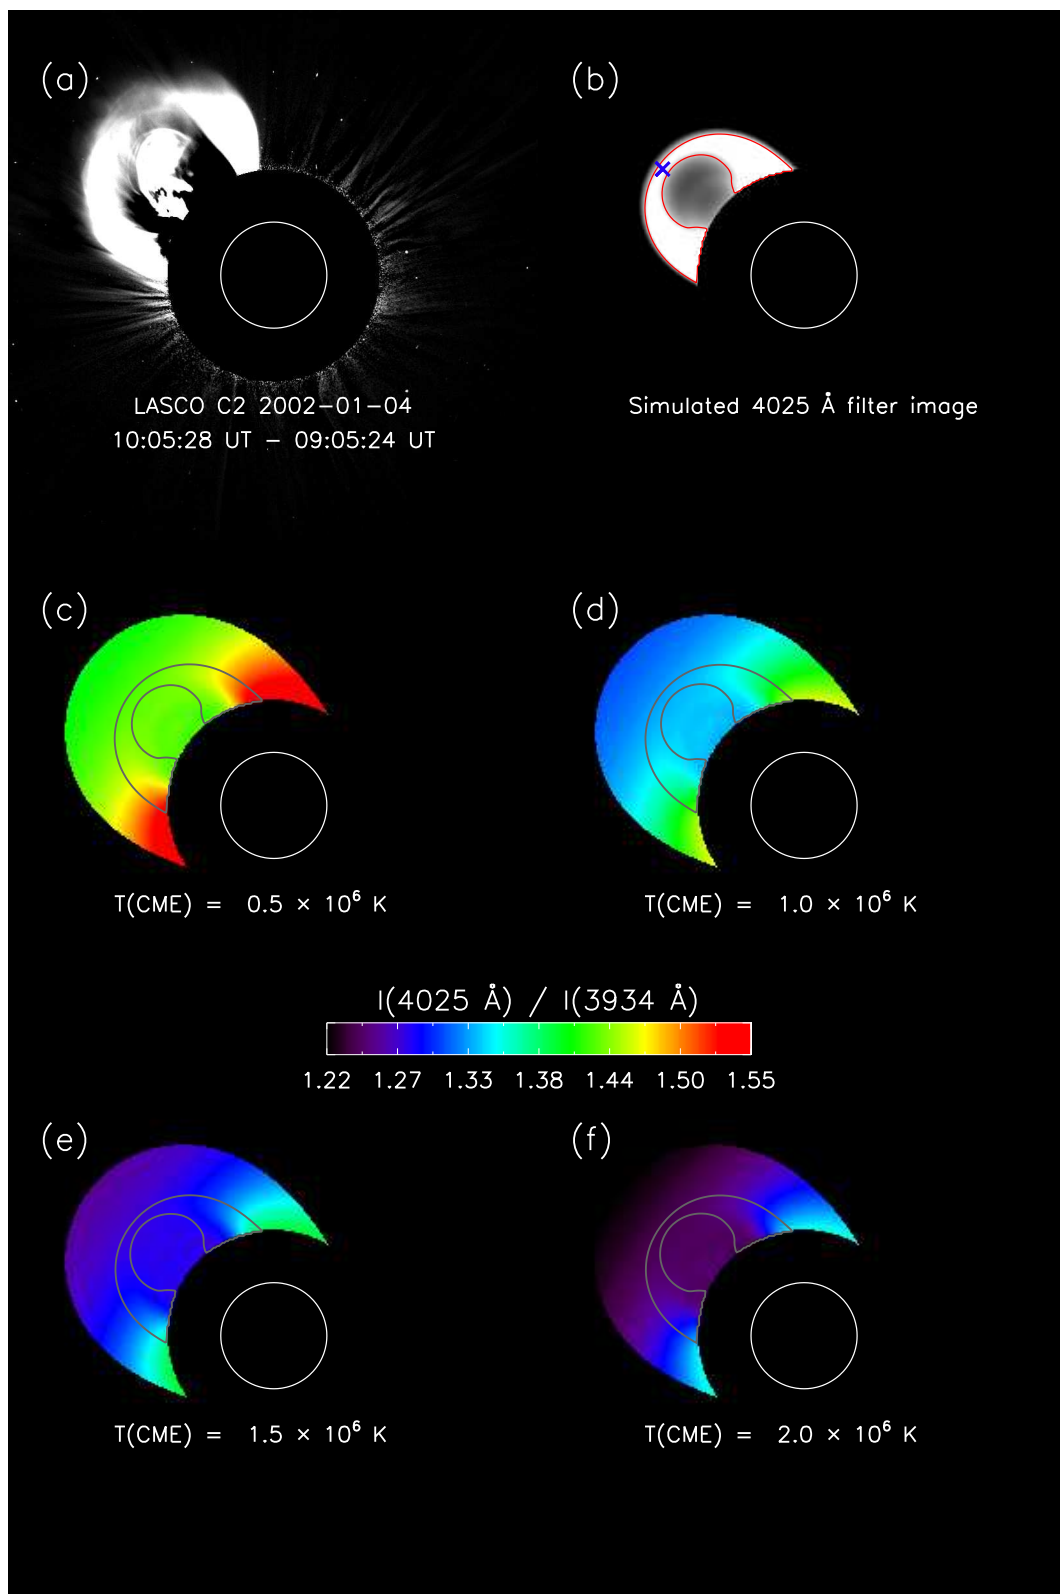 (a)
(b)
LASCO C2 2002-01-04
10:05:28 UT - 09:05:24 UT
Simulated 4025 Å filter image
(c)
(d)
T(CME) = 0.5 × 10⁶ K
T(CME) = 1.0 × 10⁶ K
I(4025 Å) / I(3934 Å)
1.22 1.27 1.33 1.38 1.44 1.50 1.55
(e)
(f)
T(CME) = 1.5 × 10⁶ K
T(CME) = 2.0 × 10⁶ K